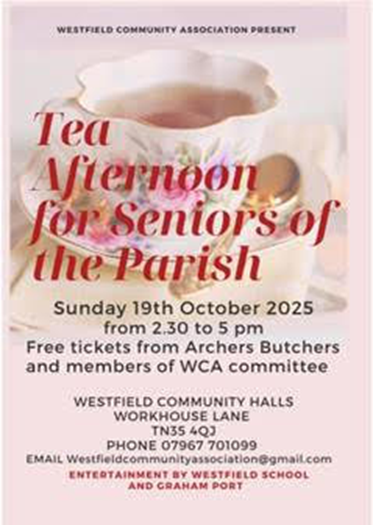 WESTFIELD COMMUNITY ASSOCIATION PRESENT
Tea
Afternoon
for Seniors of
the Parish
Sunday 19th October 2025
from 2.30 to 5 pm
Free tickets from Archers Butchers
and members of WCA committee
WESTFIELD COMMUNITY HALLS
WORKHOUSE LANE
TN35 4QJ
PHONE 07967 701099
EMAIL Westfieldcommunityassociation@gmail.com
ENTERTAINMENT BY WESTFIELD SCHOOL
AND GRAHAM PORT